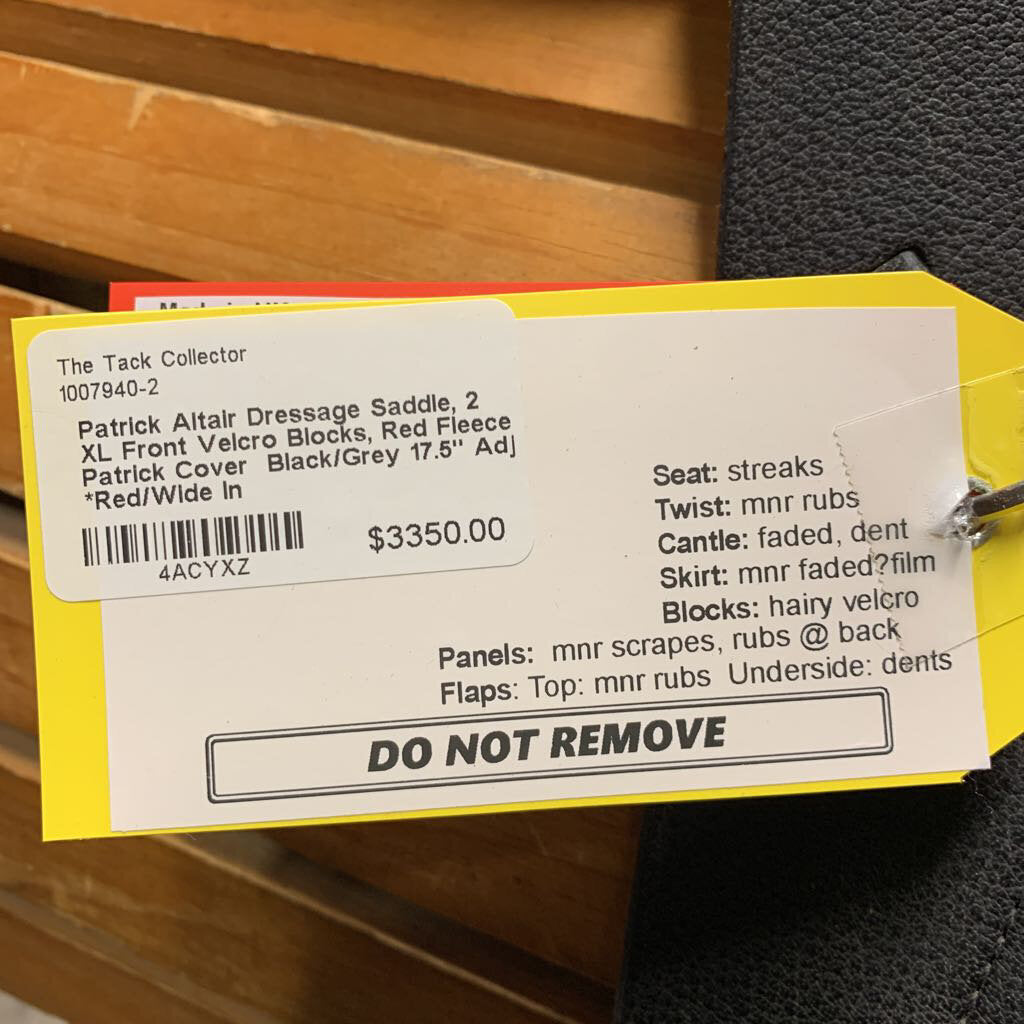 The Tack Collector
1007940-2
Patrick Altair Dressage Saddle, 2
XL Front Velcro Blocks, Red Fleece
Patrick Cover Black/Grey 17.5" Adj
*Red/Wide In
4ACYXZ
$3350.00
Seat: streaks
Twist: mnr rubs
Cantle: faded, dent
Skirt: mnr faded?film
Blocks: hairy velcro
Panels: mnr scrapes, rubs @ back
Flaps: Top: mnr rubs Underside: dents
DO NOT REMOVE